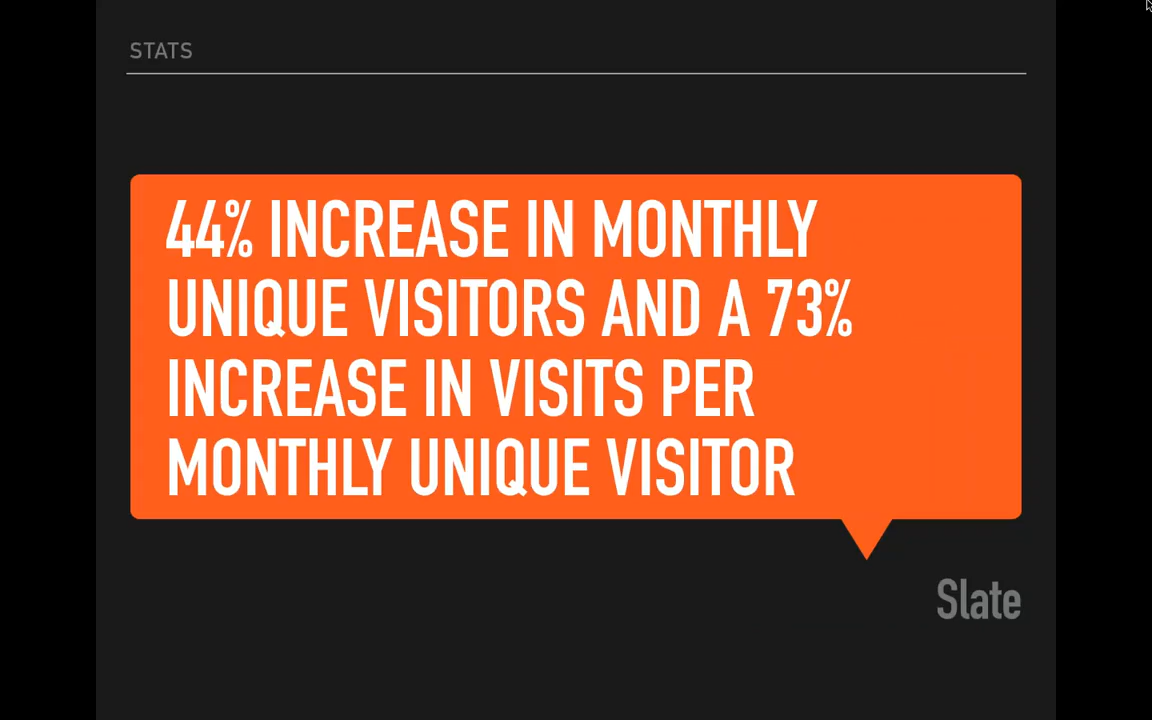 STATS
44% INCREASE IN MONTHLY
UNIQUE VISITORS AND A 73%
INCREASE IN VISITS PER
MONTHLY UNIQUE VISITOR
Slate